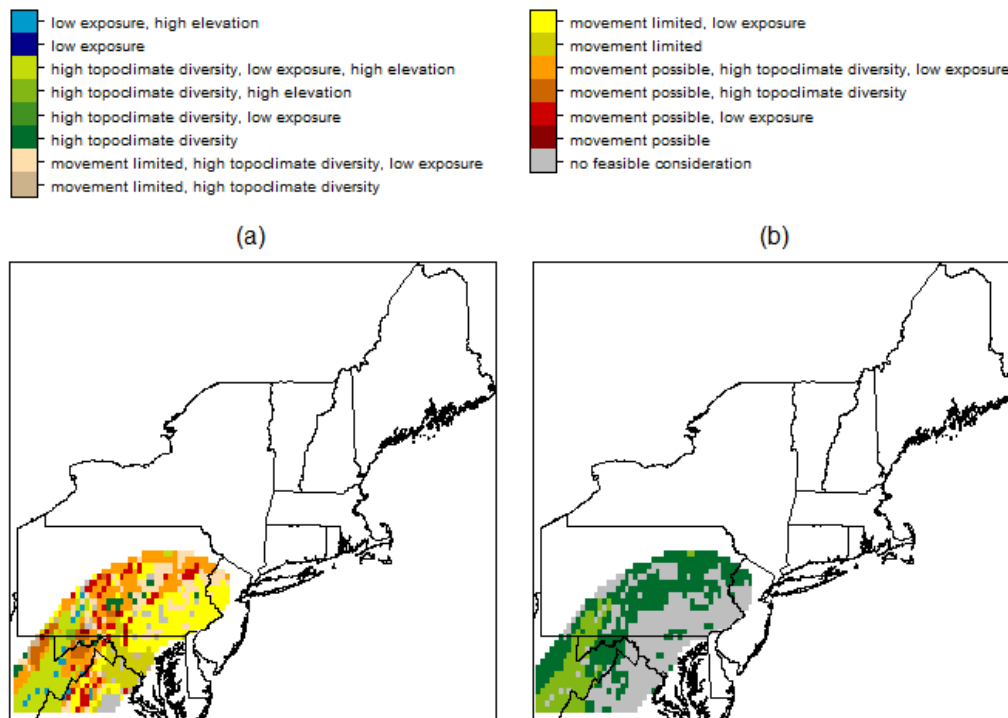 low exposure, high elevation
low exposure
high topoclimate diversity, low exposure, high elevation
high topoclimate diversity, high elevation
high topoclimate diversity, low exposure
high topoclimate diversity
movement limited, high topoclimate diversity, low exposure
movement limited, high topoclimate diversity
movement limited, low exposure
movement limited
movement possible, high topoclimate diversity, low exposure
movement possible, high topoclimate diversity
movement possible, low exposure
movement possible
no feasible consideration
(a)
(b)